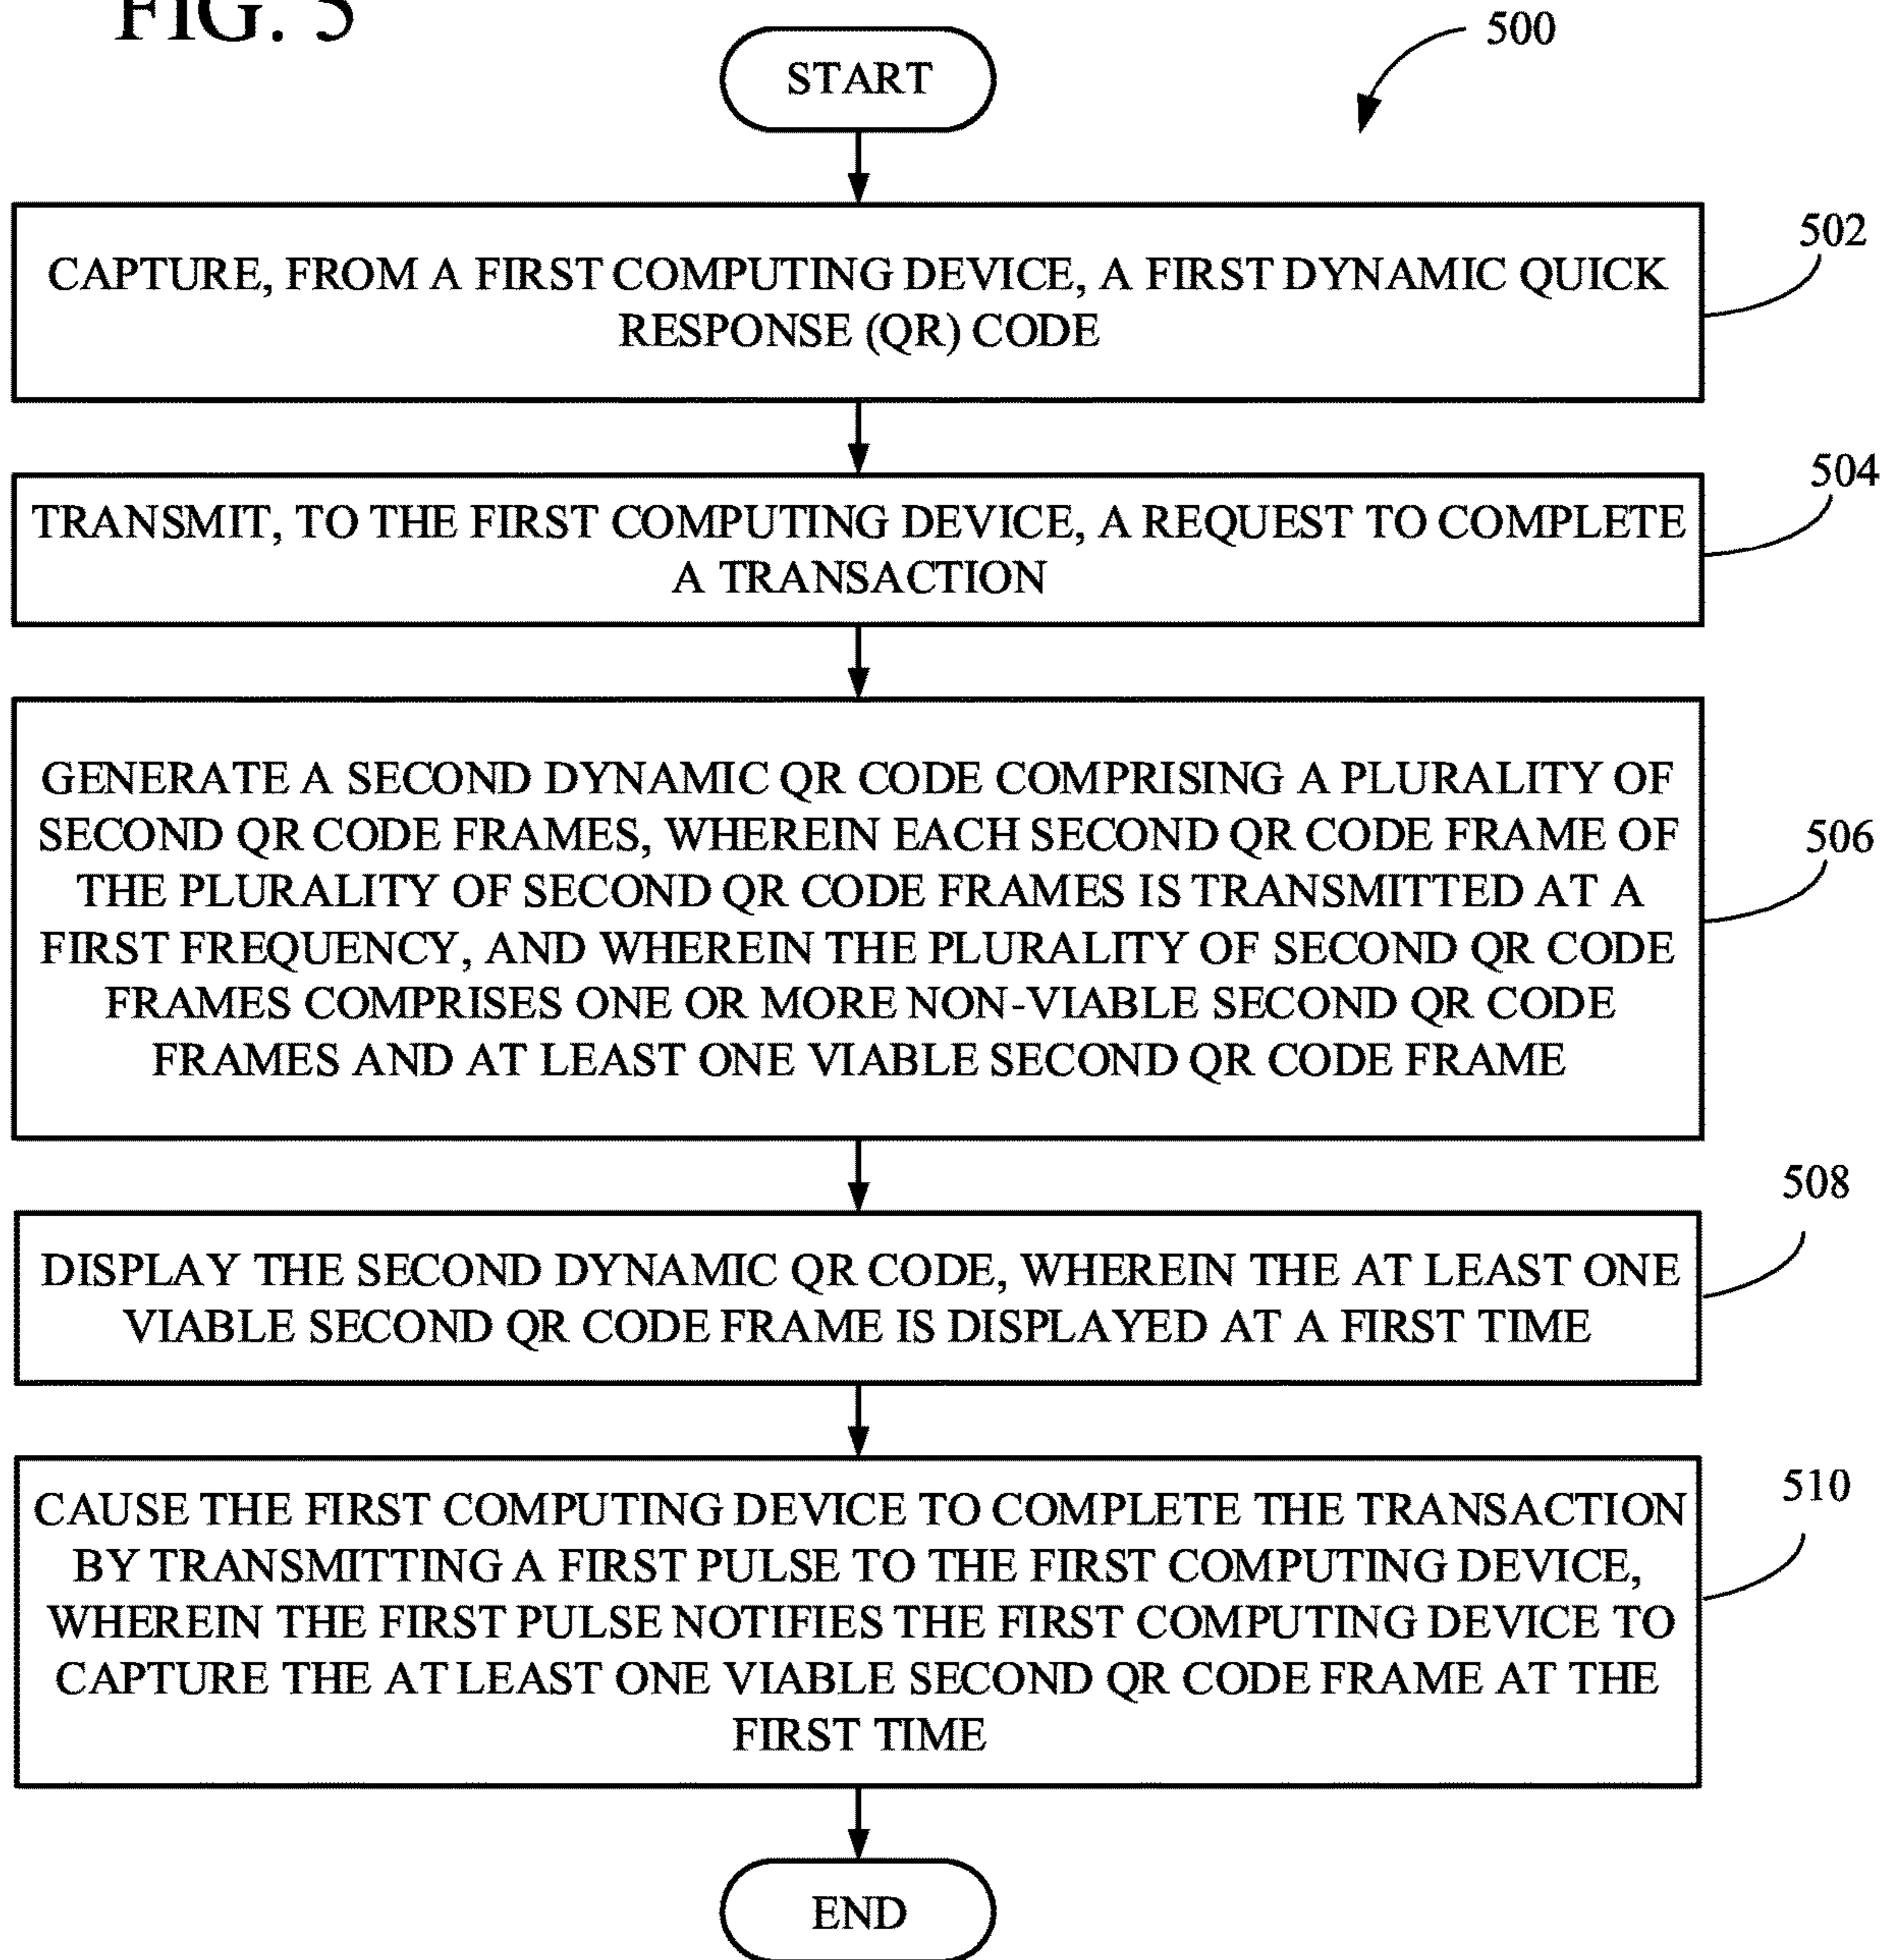 FIG. 5
500
START
502
CAPTURE, FROM A FIRST COMPUTING DEVICE, A FIRST DYNAMIC QUICK
RESPONSE (QR) CODE
504
TRANSMIT, TO THE FIRST COMPUTING DEVICE, A REQUEST TO COMPLETE
A TRANSACTION
506
GENERATE A SECOND DYNAMIC QR CODE COMPRISING A PLURALITY OF
SECOND QR CODE FRAMES, WHEREIN EACH SECOND QR CODE FRAME OF
THE PLURALITY OF SECOND QR CODE FRAMES IS TRANSMITTED AT A
FIRST FREQUENCY, AND WHEREIN THE PLURALITY OF SECOND QR CODE
FRAMES COMPRISES ONE OR MORE NON-VIABLE SECOND QR CODE
FRAMES AND AT LEAST ONE VIABLE SECOND QR CODE FRAME
508
DISPLAY THE SECOND DYNAMIC QR CODE, WHEREIN THE AT LEAST ONE
VIABLE SECOND QR CODE FRAME IS DISPLAYED AT A FIRST TIME
510
CAUSE THE FIRST COMPUTING DEVICE TO COMPLETE THE TRANSACTION
BY TRANSMITTING A FIRST PULSE TO THE FIRST COMPUTING DEVICE,
WHEREIN THE FIRST PULSE NOTIFIES THE FIRST COMPUTING DEVICE TO
CAPTURE THE AT LEAST ONE VIABLE SECOND QR CODE FRAME AT THE
FIRST TIME
END